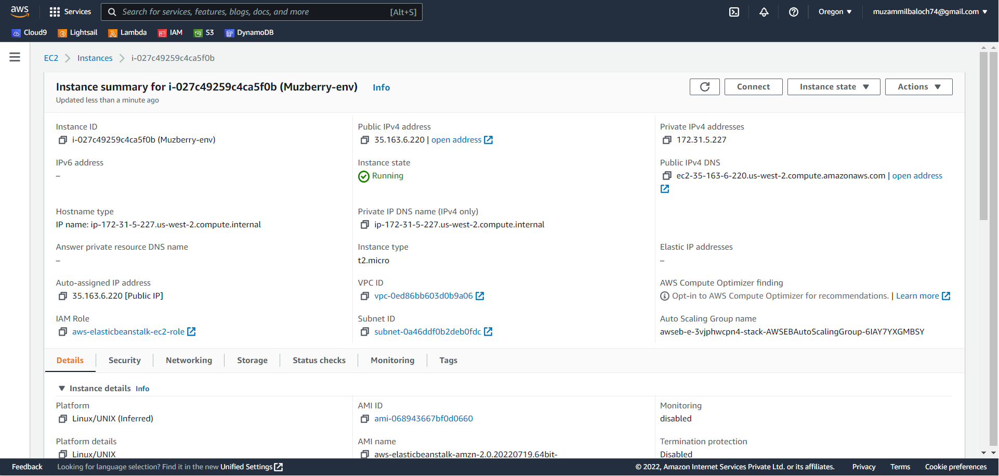 aws Services Search for services, features, blogs, docs, and more [Alt+S] Oregon ▼ muzammilbaloch74@gmail.com ▼
Cloud9 Lightsail Lambda IAM S3 DynamoDB
EC2 > Instances > i-027c49259c4ca5f0b
Instance summary for i-027c49259c4ca5f0b (Muzberry-env) Info
Connect Instance state ▼ Actions ▼
Updated less than a minute ago
Instance ID Public IPv4 address Private IPv4 addresses
i-027c49259c4ca5f0b (Muzberry-env) 35.163.6.220 | open address 172.31.5.227
IPv6 address Instance state Public IPv4 DNS
– Running ec2-35-163-6-220.us-west-2.compute.amazonaws.com | open address
Hostname type Private IP DNS name (IPv4 only)
IP name: ip-172-31-5-227.us-west-2.compute.internal ip-172-31-5-227.us-west-2.compute.internal
Answer private resource DNS name Instance type Elastic IP addresses
– t2.micro –
Auto-assigned IP address VPC ID AWS Compute Optimizer finding
35.163.6.220 [Public IP] vpc-0ed86bb603d0b9a06 Opt-in to AWS Compute Optimizer for recommendations. | Learn more
IAM Role Subnet ID Auto Scaling Group name
aws-elasticbeanstalk-ec2-role subnet-0a46ddf0b2deb0fdc awseb-e-3vjphwcpn4-stack-AWSEBAutoScalingGroup-6IAY7YXGMBSY
Details Security Networking Storage Status checks Monitoring Tags
▼ Instance details Info
Platform AMI ID Monitoring
Linux/UNIX (Inferred) ami-068943667bf0d0660 disabled
Platform details AMI name Termination protection
Linux/UNIX aws-elasticbeanstalk-amzn-2.0.20220719.64bit- Disabled
Feedback Looking for language selection? Find it in the new Unified Settings © 2022, Amazon Internet Services Private Ltd. or its affiliates. Privacy Terms Cookie preferences